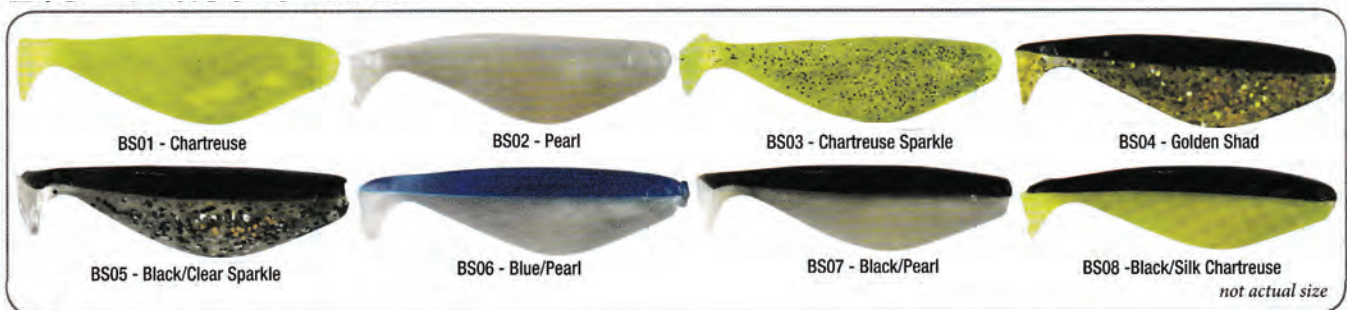 BS01 - Chartreuse
BS02 - Pearl
BS03 - Chartreuse Sparkle
BS04 - Golden Shad
BS05 - Black/Clear Sparkle
BS06 - Blue/Pearl
BS07 - Black/Pearl
BS08 -Black/Silk Chartreuse
not actual size